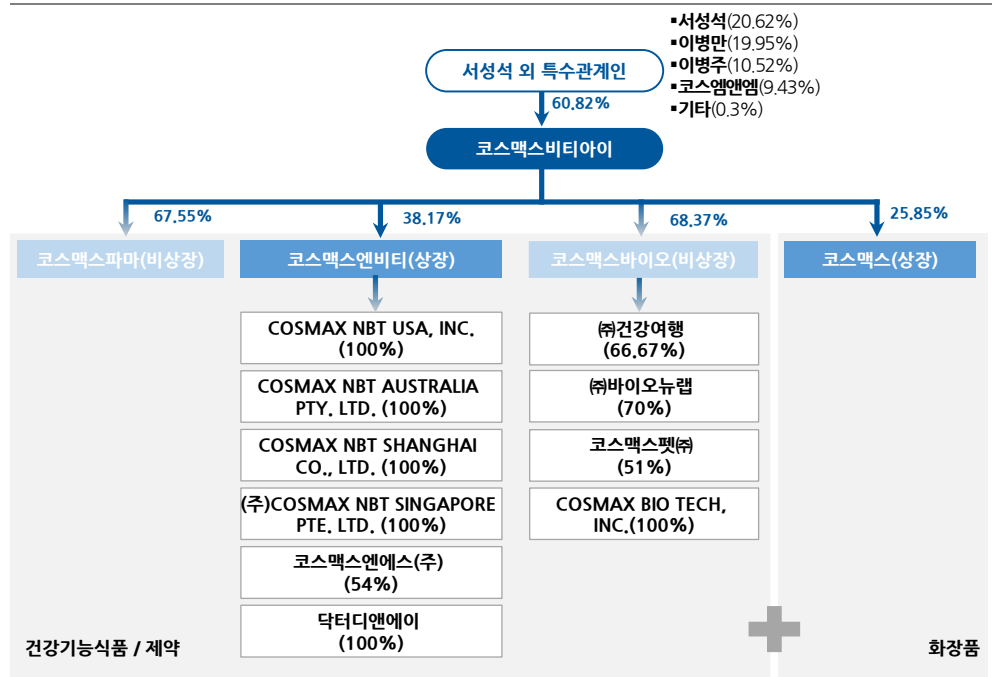 ▪서성석(20.62%)
▪이병만(19.95%)
▪이병주(10.52%)
▪코스엠앤엠(9.43%)
▪기타(0.3%)
서성석 외 특수관계인
60.82%
코스맥스비티아이
67.55%
38.17%
68.37%
25.85%
코스맥스파마(비상장)
코스맥스엔비티(상장)
코스맥스바이오(비상장)
코스맥스(상장)
COSMAX NBT USA, INC.
(100%)
COSMAX NBT AUSTRALIA
PTY. LTD. (100%)
COSMAX NBT SHANGHAI
CO., LTD. (100%)
(주)COSMAX NBT SINGAPORE
PTE. LTD. (100%)
코스맥스엔에스(주)
(54%)
닥터디앤에이
(100%)
㈜건강여행
(66.67%)
㈜바이오뉴랩
(70%)
코스맥스펫㈜
(51%)
COSMAX BIO TECH,
INC.(100%)
건강기능식품 / 제약
화장품